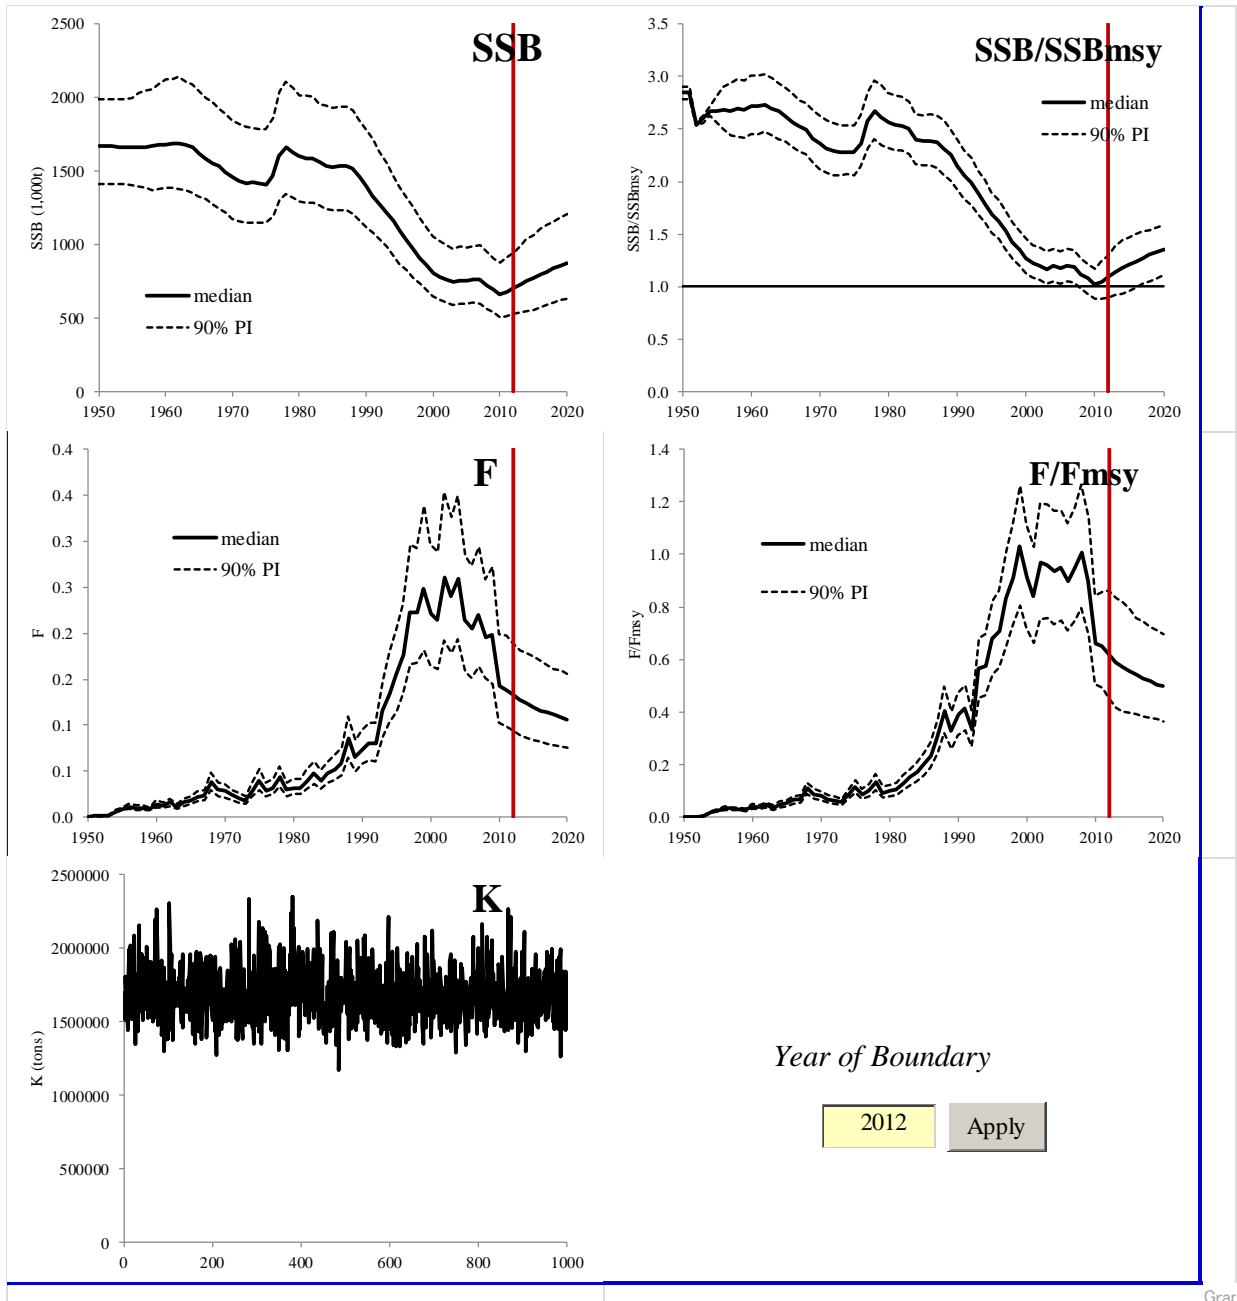 SSB
2500
2000
1500
1000
500
0
SSB (1,000t)
median
90% PI
1950 1960 1970 1980 1990 2000 2010 2020
SSB/SSBmsy
3.5
3.0
2.5
2.0
1.5
1.0
0.5
0.0
SSB/SSBmsy
median
90% PI
1950 1960 1970 1980 1990 2000 2010 2020
F
0.4
0.4
0.3
0.3
0.2
0.2
0.1
0.1
0.0
F
median
90% PI
1950 1960 1970 1980 1990 2000 2010 2020
F/Fmsy
1.4
1.2
1.0
0.8
0.6
0.4
0.2
0.0
F/Fmsy
median
90% PI
1950 1960 1970 1980 1990 2000 2010 2020
K
2500000
2000000
1500000
1000000
500000
0
K (tons)
0 200 400 600 800 1000
Year of Boundary
2012 Apply
Grar